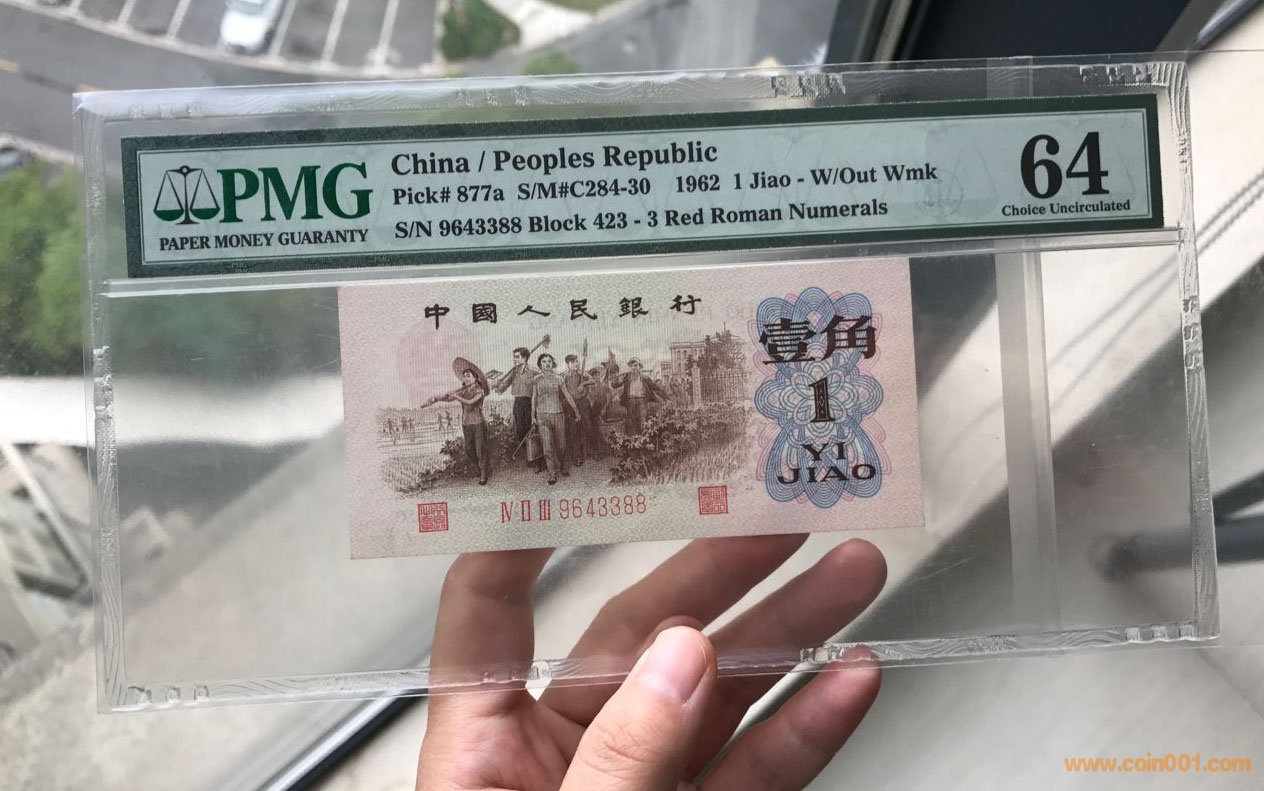 PMG
PAPER MONEY GUARANTY
China / Peoples Republic
Pick# 877a S/M#C284-30 1962 1 Jiao - W/Out Wmk
S/N 9643388 Block 423 - 3 Red Roman Numerals
64
Choice Uncirculated
中國人民銀行
壹角
1
YI
JIAO
IV II III 9643388
www.coin001.com